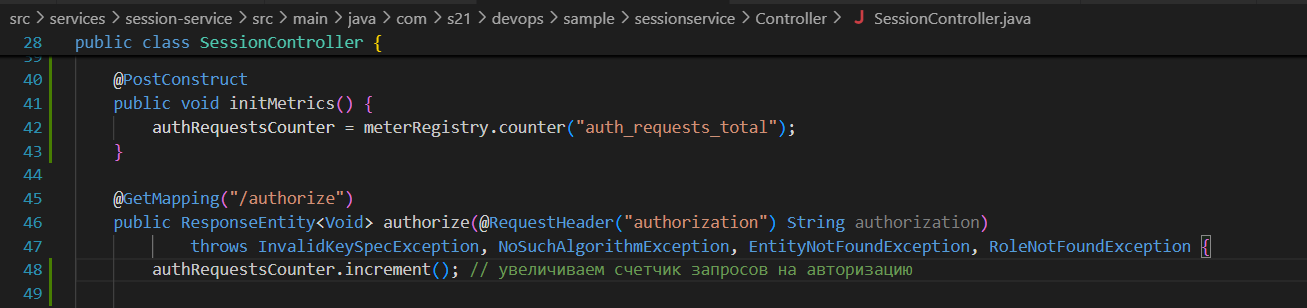 src > services > session-service > src > main > java > com > s21 > devops > sample > sessionservice > Controller > J SessionController.java
28 public class SessionController {
39
40 @PostConstruct
41 public void initMetrics() {
42 authRequestsCounter = meterRegistry.counter("auth_requests_total");
43 }
44
45 @GetMapping("/authorize")
46 public ResponseEntity<Void> authorize(@RequestHeader("authorization") String authorization)
47 throws InvalidKeySpecException, NoSuchAlgorithmException, EntityNotFoundException, RoleNotFoundException {
48 authRequestsCounter.increment(); // увеличиваем счетчик запросов на авторизацию
49